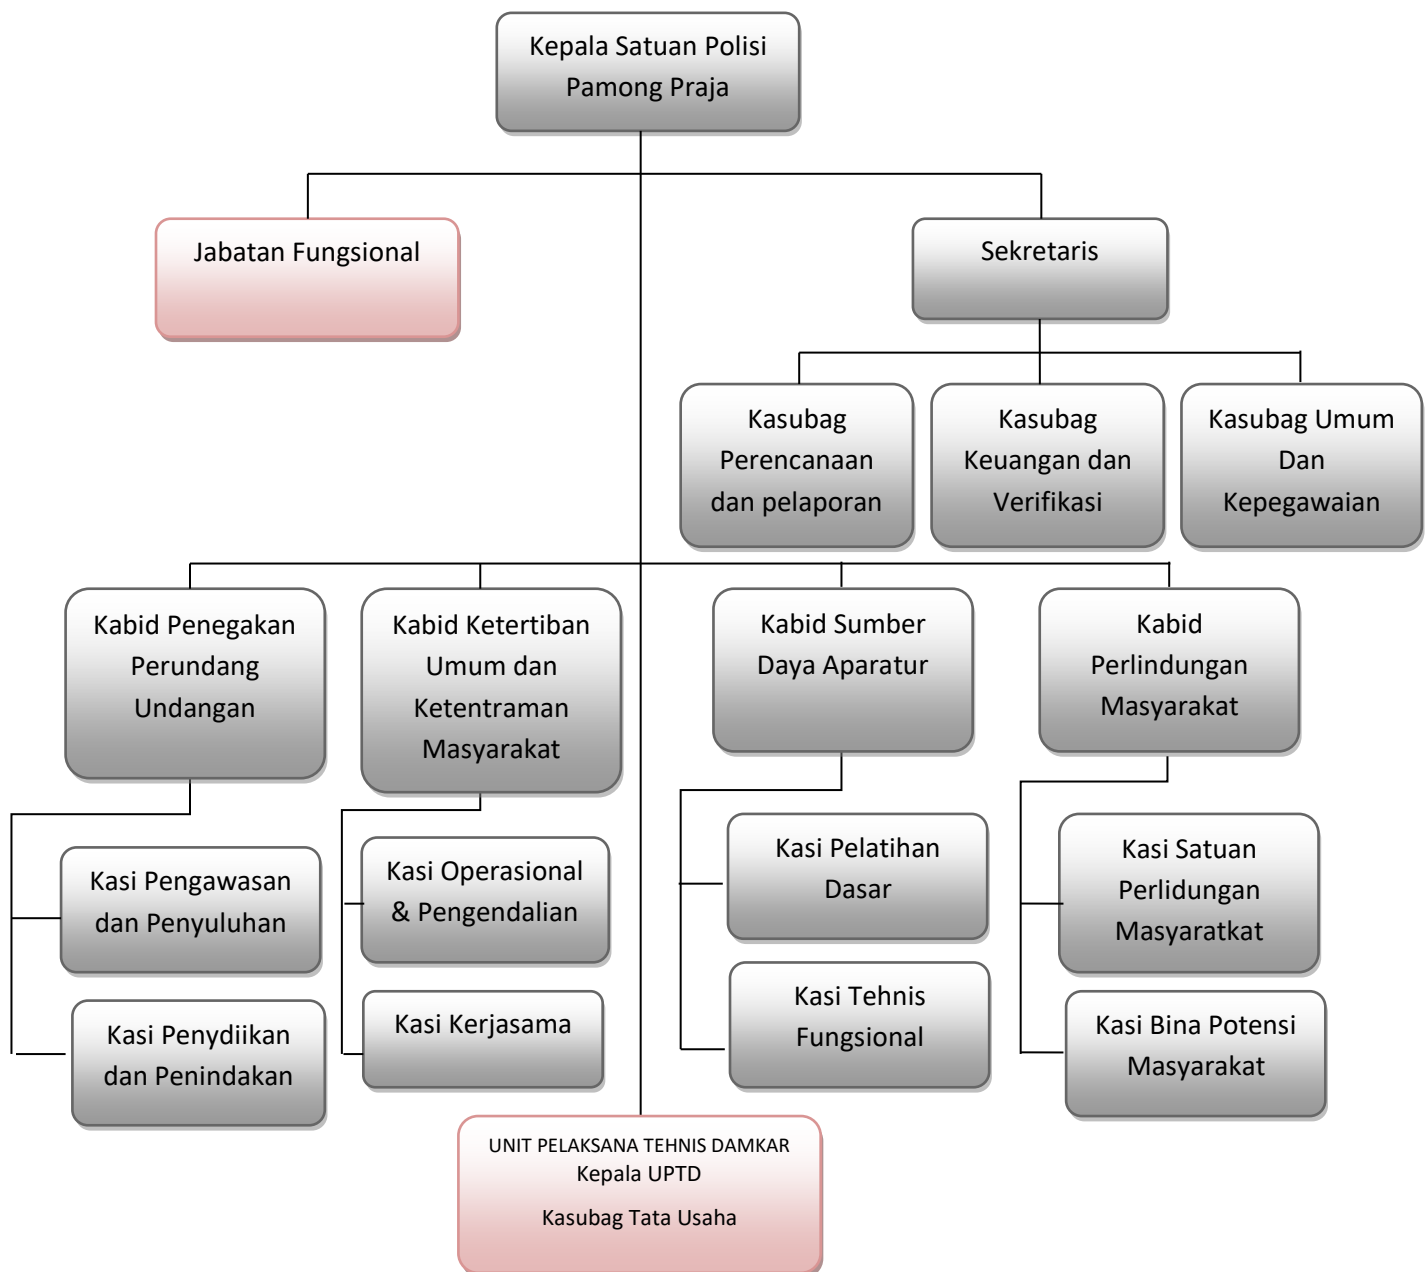 Kepala Satuan Polisi
Pamong Praja
Jabatan Fungsional
Sekretaris
Kasubag
Perencanaan
dan pelaporan
Kasubag
Keuangan dan
Verifikasi
Kasubag Umum
Dan
Kepegawaian
Kabid Penegakan
Perundang
Undangan
Kabid Ketertiban
Umum dan
Ketentraman
Masyarakat
Kabid Sumber
Daya Aparatur
Kabid
Perlindungan
Masyarakat
Kasi Pengawasan
dan Penyuluhan
Kasi Operasional
& Pengendalian
Kasi Pelatihan
Dasar
Kasi Satuan
Perlidungan
Masyaratkat
Kasi Penydiikan
dan Penindakan
Kasi Kerjasama
Kasi Tehnis
Fungsional
Kasi Bina Potensi
Masyarakat
UNIT PELAKSANA TEHNIS DAMKAR
Kepala UPTD
Kasubag Tata Usaha